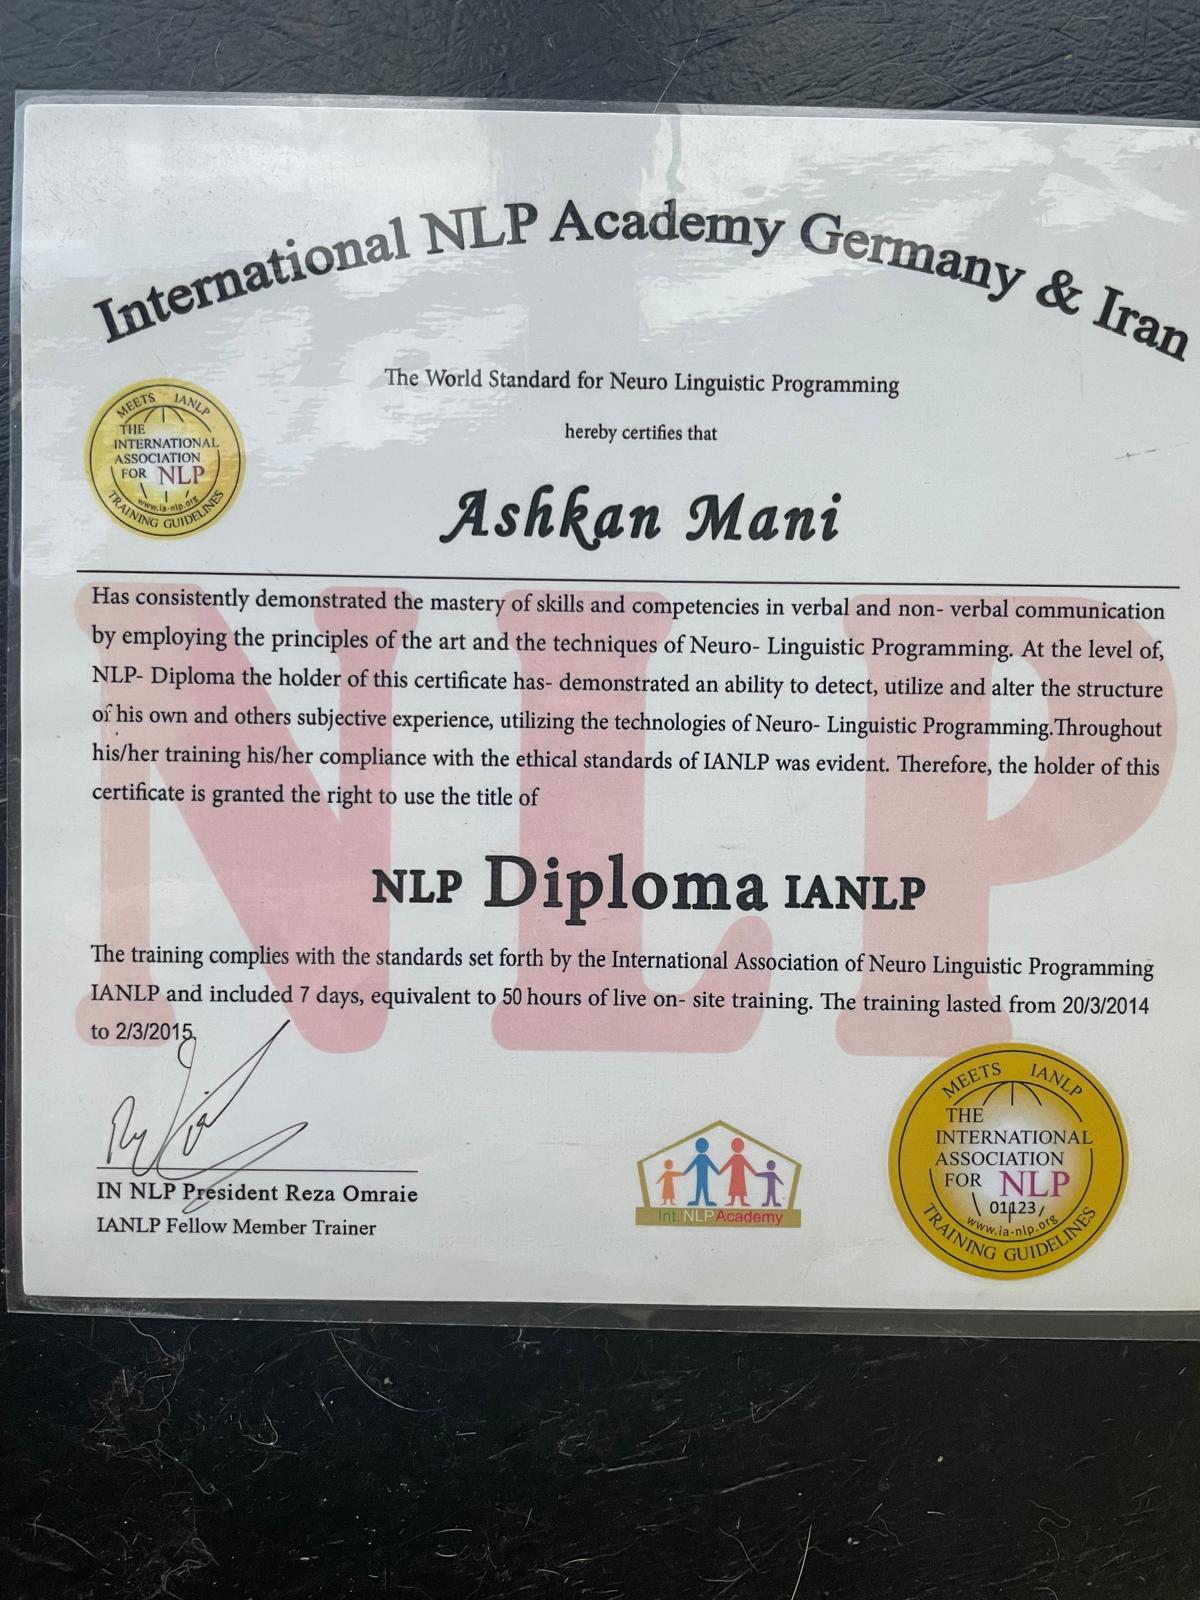 International NLP Academy Germany & Iran
The World Standard for Neuro Linguistic Programming
hereby certifies that
MEETS IANLP
THE
INTERNATIONAL
ASSOCIATION
FOR NLP
www.ia-nlp.org
TRAINING GUIDELINES
Ashkan Mani
Has consistently demonstrated the mastery of skills and competencies in verbal and non- verbal communication
by employing the principles of the art and the techniques of Neuro- Linguistic Programming. At the level of,
NLP- Diploma the holder of this certificate has- demonstrated an ability to detect, utilize and alter the structure
of his own and others subjective experience, utilizing the technologies of Neuro- Linguistic Programming.Throughout
his/her training his/her compliance with the ethical standards of IANLP was evident. Therefore, the holder of this
certificate is granted the right to use the title of
NLP
NLP Diploma IANLP
The training complies with the standards set forth by the International Association of Neuro Linguistic Programming
IANLP and included 7 days, equivalent to 50 hours of live on- site training. The training lasted from 20/3/2014
to 2/3/2015.
IN NLP President Reza Omraie
IANLP Fellow Member Trainer
Int. NLP Academy
MEETS IANLP
THE
INTERNATIONAL
ASSOCIATION
FOR NLP
01123
www.ia-nlp.org
TRAINING GUIDELINES